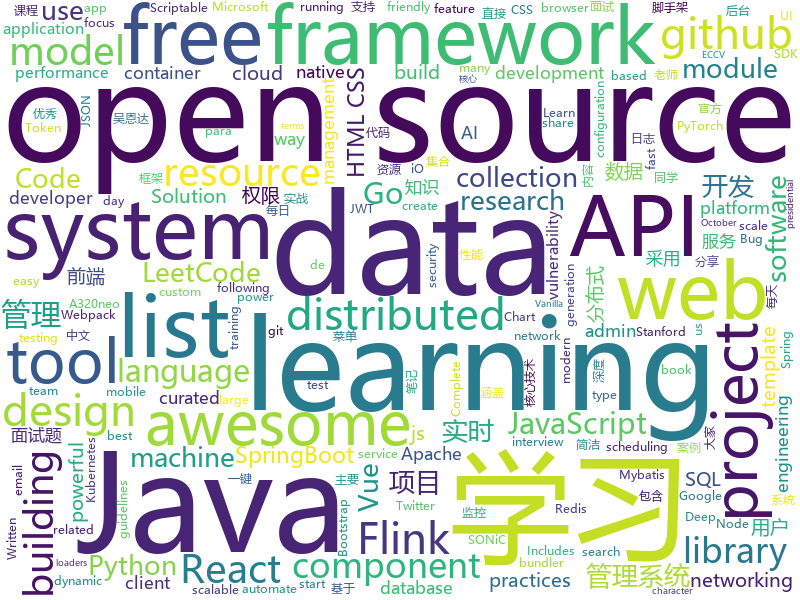 课程 Scriptable Microsoft running 支持 friendly browser 面试 脚手架 后台 UI
优秀 use app focus free framework feature 直接 CSS github SDK
application model container cloud native build development based 老师 module ECCV
performance many 核心
open source
Token 吴恩达 JSON para management HTML CSS way AI 代码 Learn share 官方 configuration PyTorch 日志 fast 同学
Code resource 资源 iO 集合 内容 数据 开发
developer 框架 day Solution 实战 权限 Go 知识 create collection research vulnerability platform software
每日 JWT 性能 October scale Bug presidential
system data API
de security 采用 服务 分享 每天
前端 LeetCode 分布式 web
easy custom following power A320neo
管理 Webpack 中文 training list distributed generation admin Stanford Chart 菜单 network modern us Vanilla
testing git 笔记 核心技术 深度 book
team mobile test tool language learning type project template Spring
design curated best awesome js 实时 JavaScript Complete 涵盖 large interview 简洁 scheduling 案例 大家 engineering
面试题 service
powerful Kubernetes email machine SpringBoot Vue 项目 Apache SQL Google 系统
一键 主要 监控 包含 Mybatis
building Java Flink 学习 用户
Python Bootstrap Twitter SONiC Redis Deep Node
related guidelines React component Includes search bundler library
Written dynamic client 基于 database practices 管理系统 networking
loaders scalable automate start terms character